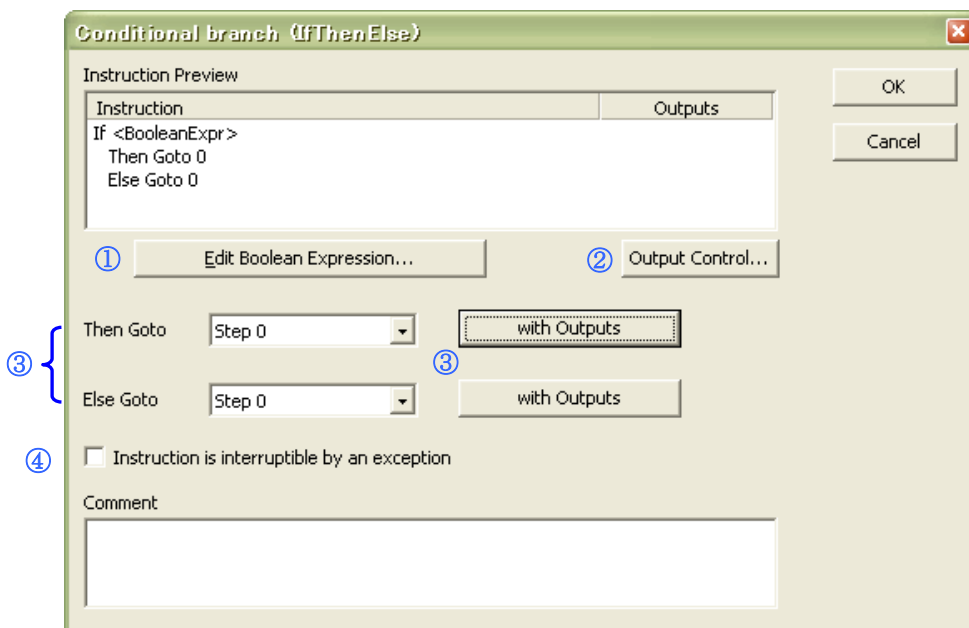 Conditional branch (IfThenElse)
Instruction Preview
OK
Instruction Outputs
If <BooleanExpr>
Then Goto 0
Else Goto 0
Cancel
① Edit Boolean Expression... ② Output Control...
Then Goto Step 0 with Outputs
③ ③
Else Goto Step 0 with Outputs
④ Instruction is interruptible by an exception
Comment